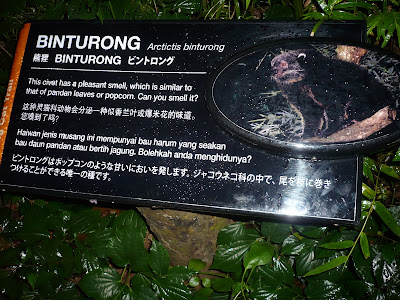 BINTURONG Arctictis binturong
熊狸 BINTURONG ビントロング
This civet has a pleasant smell, which is similar to
that of pandan leaves or popcorn. Can you smell it?
这种灵猫科动物会分泌一种似香兰叶或爆米花的味道。
您嗅到了吗?
Haiwan jenis musang ini mempunyai bau harum yang seakan
bau daun pandan atau bertih jagung. Bolehkah anda menghidunya?
ビントロングはポップコーンのような甘いにおいを発します。ジャコウネコ科の中で、尾を枝に巻き
つけることができる唯一の種です。